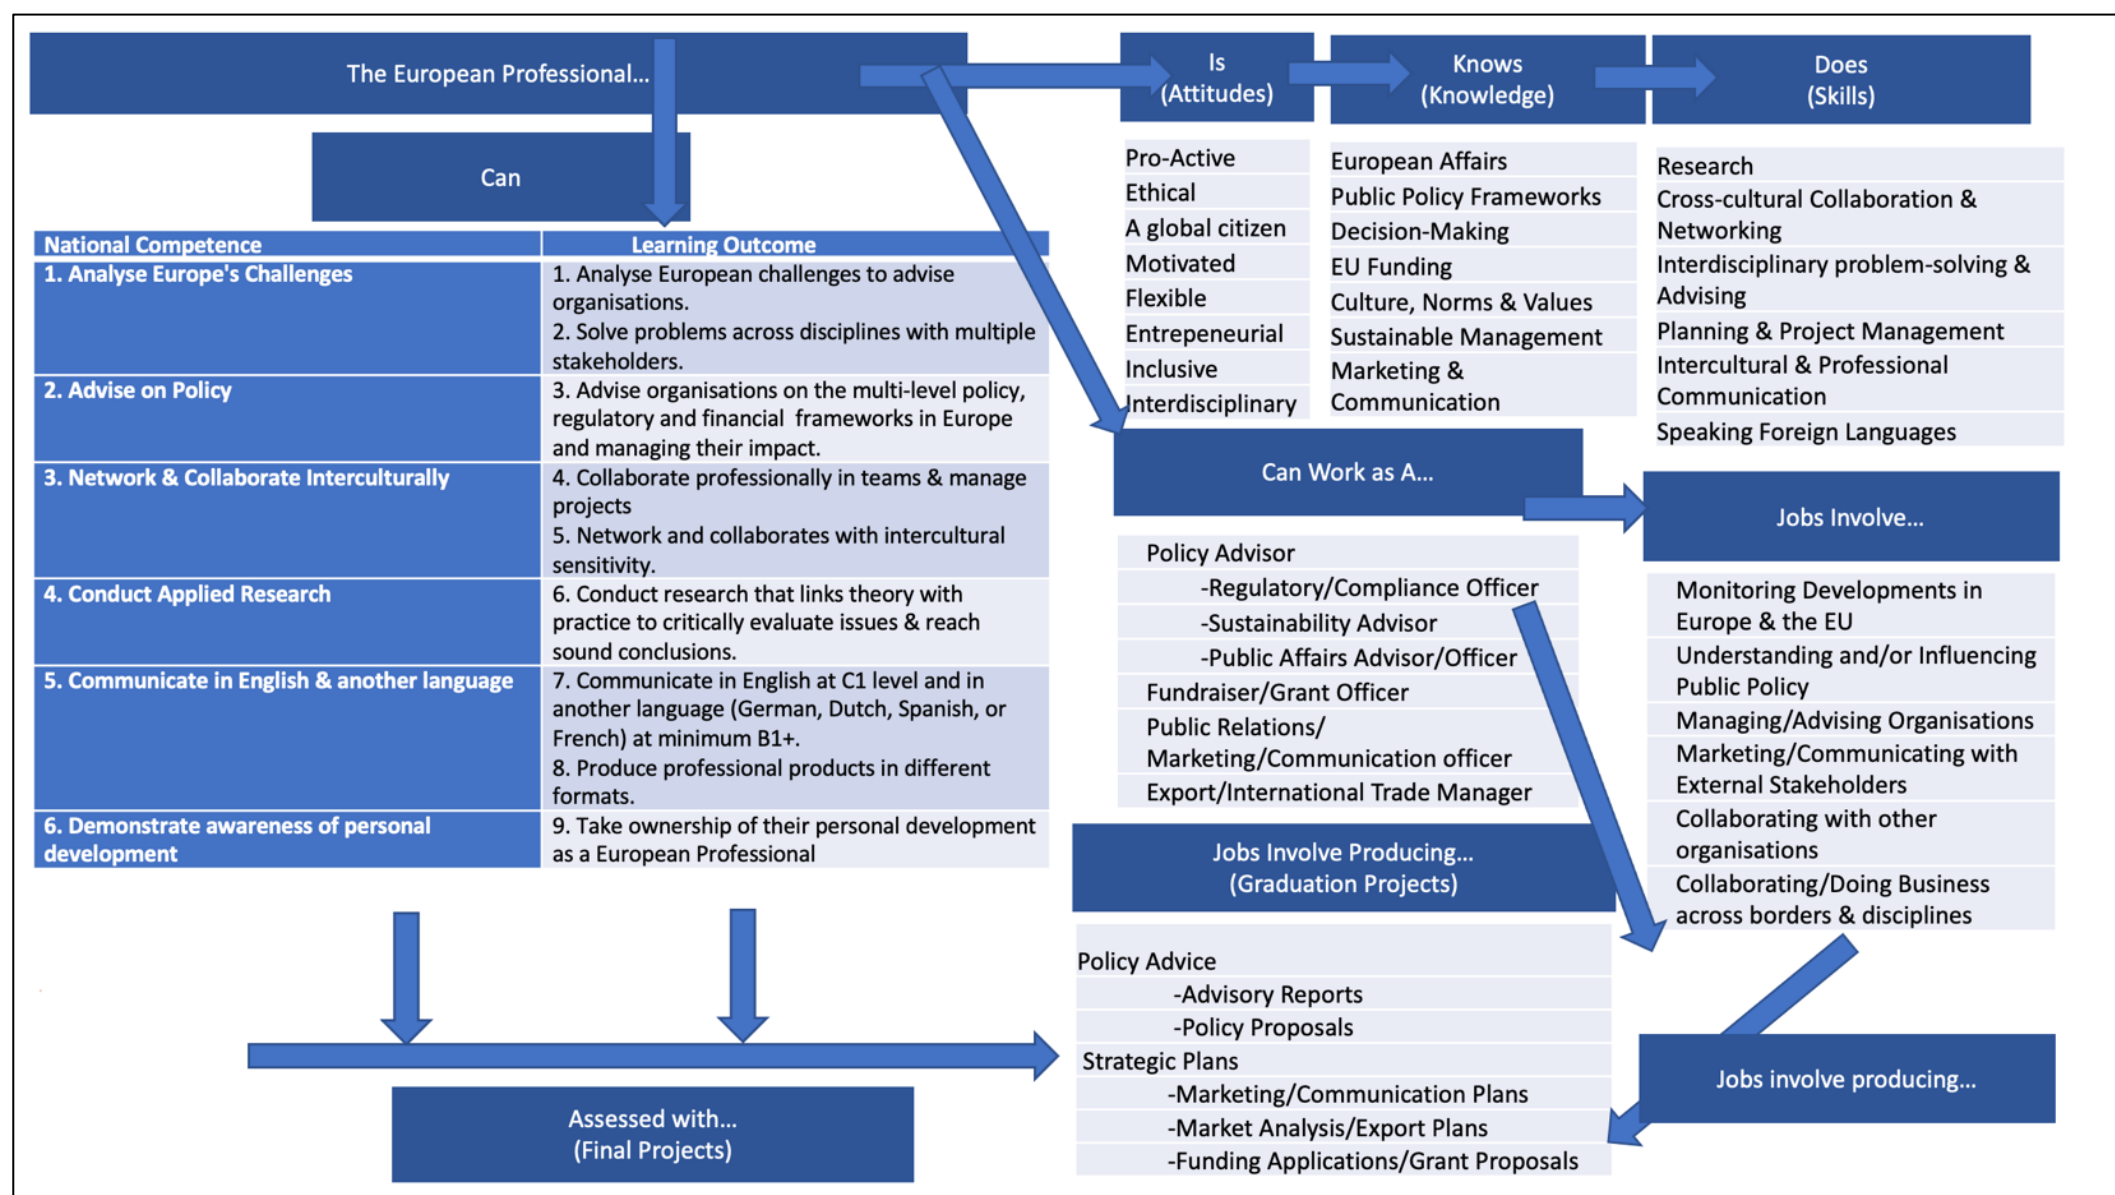 The European Professional...
Is
(Attitudes)
Knows
(Knowledge)
Does
(Skills)
Can
National Competence
Learning Outcome
1. Analyse Europe's Challenges
1. Analyse European challenges to advise
organisations.
2. Solve problems across disciplines with multiple
stakeholders.
2. Advise on Policy
3. Advise organisations on the multi-level policy,
regulatory and financial frameworks in Europe
and managing their impact.
3. Network & Collaborate Interculturally
4. Collaborate professionally in teams & manage
projects
5. Network and collaborates with intercultural
sensitivity.
4. Conduct Applied Research
6. Conduct research that links theory with
practice to critically evaluate issues & reach
sound conclusions.
5. Communicate in English & another language
7. Communicate in English at C1 level and in
another language (German, Dutch, Spanish, or
French) at minimum B1+.
8. Produce professional products in different
formats.
6. Demonstrate awareness of personal
development
9. Take ownership of their personal development
as a European Professional
Pro-Active
Ethical
A global citizen
Motivated
Flexible
Entrepeneurial
Inclusive
Interdisciplinary
European Affairs
Public Policy Frameworks
Decision-Making
EU Funding
Culture, Norms & Values
Sustainable Management
Marketing &
Communication
Research
Cross-cultural Collaboration &
Networking
Interdisciplinary problem-solving &
Advising
Planning & Project Management
Intercultural & Professional
Communication
Speaking Foreign Languages
Can Work as A...
Policy Advisor
-Regulatory/Compliance Officer
-Sustainability Advisor
-Public Affairs Advisor/Officer
Fundraiser/Grant Officer
Public Relations/
Marketing/Communication officer
Export/International Trade Manager
Jobs Involve...
Monitoring Developments in
Europe & the EU
Understanding and/or Influencing
Public Policy
Managing/Advising Organisations
Marketing/Communicating with
External Stakeholders
Collaborating with other
organisations
Collaborating/Doing Business
across borders & disciplines
Jobs Involve Producing...
(Graduation Projects)
Policy Advice
-Advisory Reports
-Policy Proposals
Strategic Plans
-Marketing/Communication Plans
-Market Analysis/Export Plans
-Funding Applications/Grant Proposals
Jobs involve producing...
Assessed with...
(Final Projects)